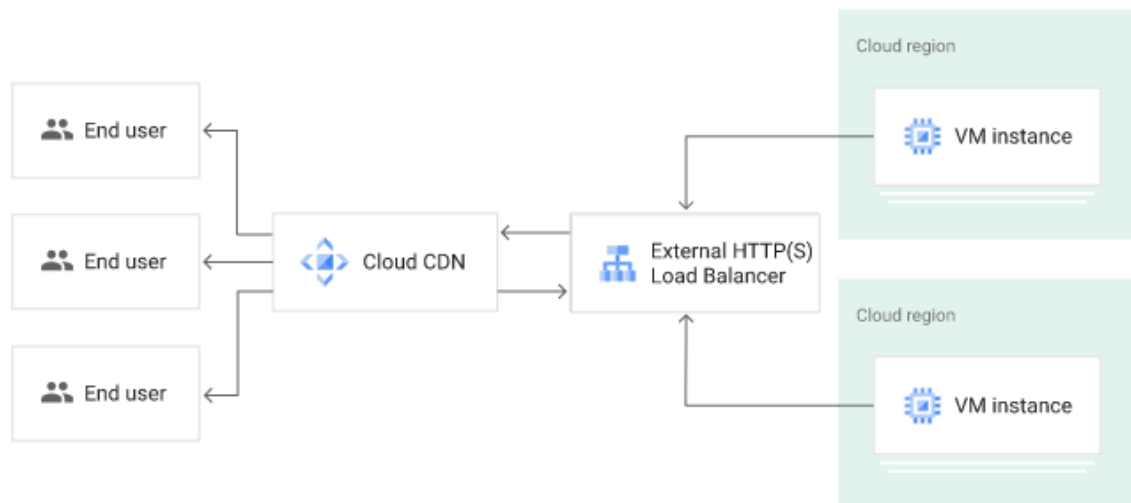 Cloud region
End user
VM instance
End user
Cloud CDN
External HTTP(S)
Load Balancer
Cloud region
End user
VM instance